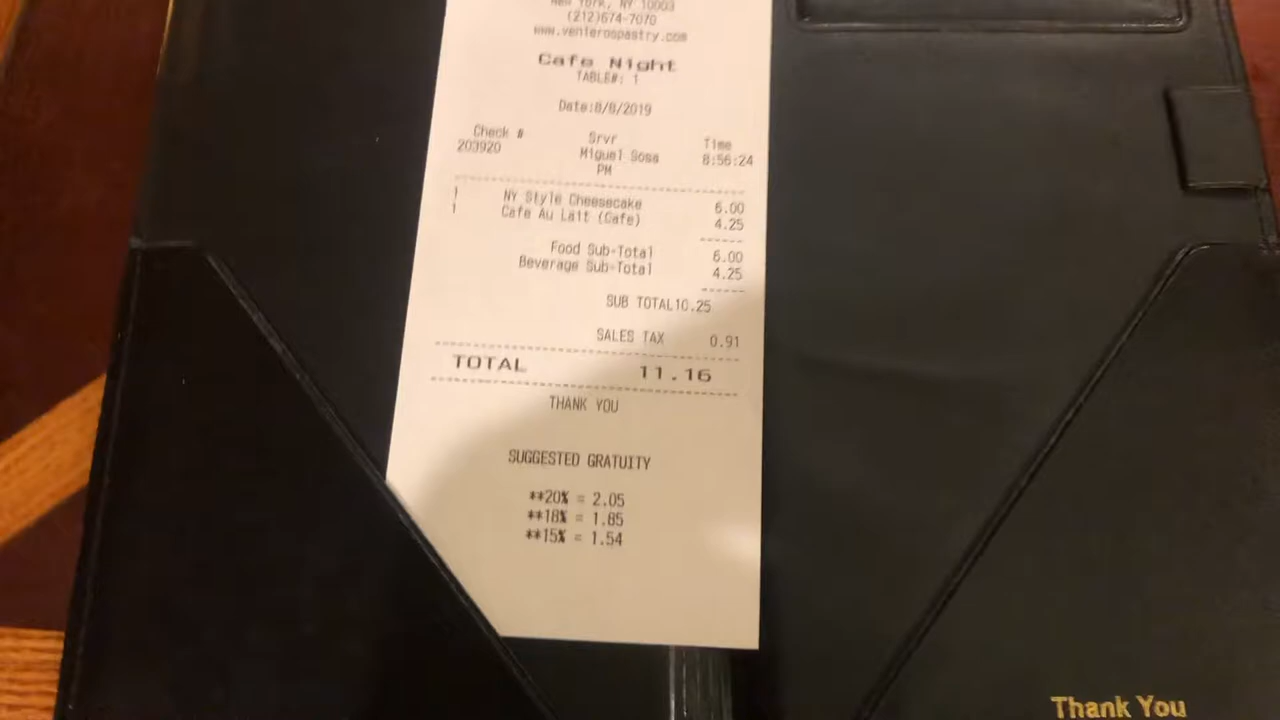 New York, NY 10003
(212)674-7070
www.venierospastry.com
Cafe Night
TABLE#: 1
Date:8/8/2019
Check # Srvr Time
203920 Miguel Sosa 8:56:24
PM
1 NY Style Cheesecake 6.00
1 Cafe Au Lait (Cafe) 4.25
Food Sub-Total 6.00
Beverage Sub-Total 4.25
SUB TOTAL 10.25
SALES TAX 0.91
TOTAL 11.16
THANK YOU
SUGGESTED GRATUITY
**20% = 2.05
**18% = 1.85
**15% = 1.54
Thank You